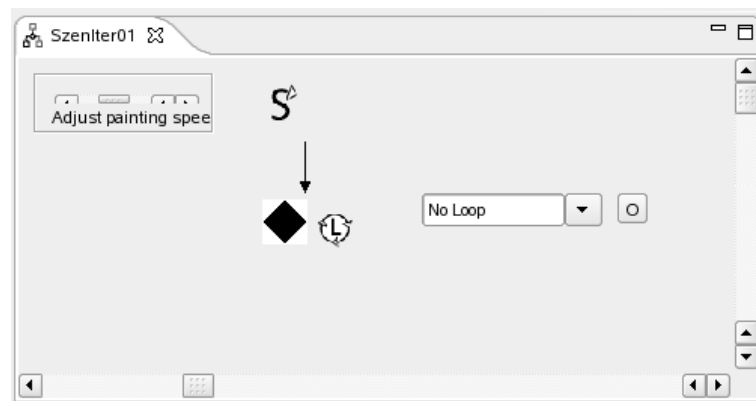 SzenIter01
S
Adjust painting spee
L
No Loop
O